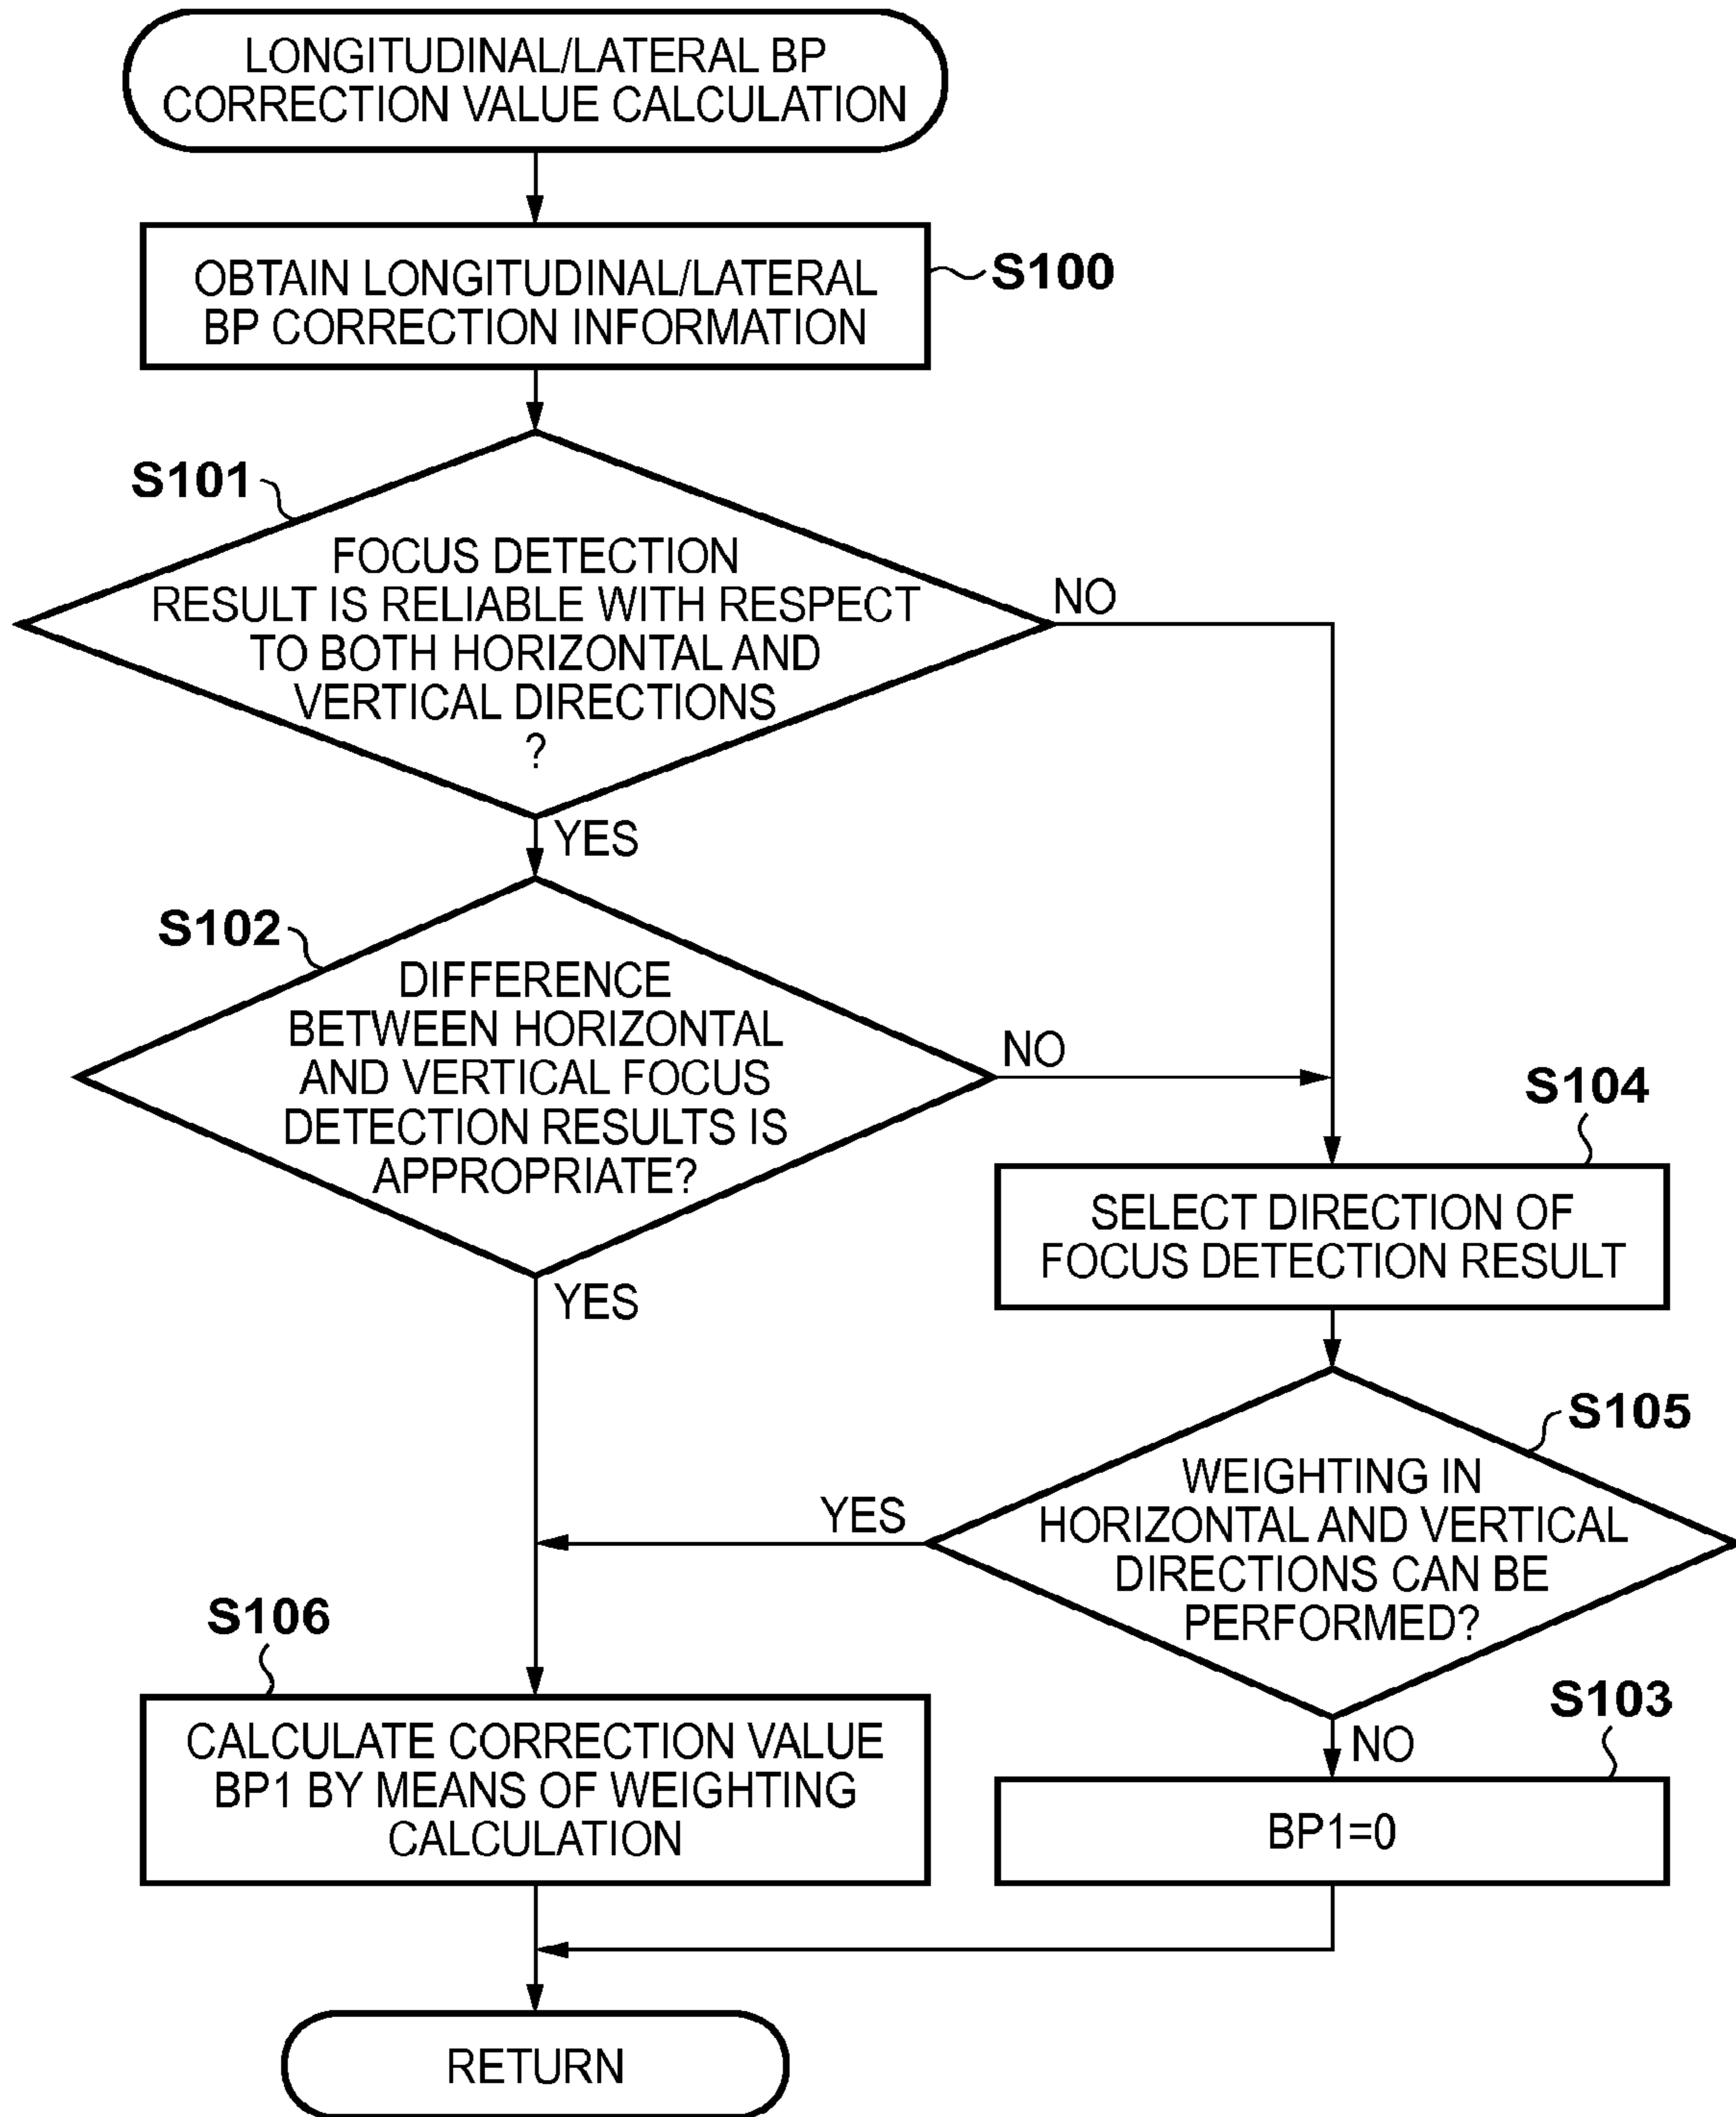 LONGITUDINAL/LATERAL BP
CORRECTION VALUE CALCULATION
OBTAIN LONGITUDINAL/LATERAL
BP CORRECTION INFORMATION
S100
S101
FOCUS DETECTION
RESULT IS RELIABLE WITH RESPECT
TO BOTH HORIZONTAL AND
VERTICAL DIRECTIONS
?
NO
YES
S102
DIFFERENCE
BETWEEN HORIZONTAL
AND VERTICAL FOCUS
DETECTION RESULTS IS
APPROPRIATE?
NO
YES
S104
SELECT DIRECTION OF
FOCUS DETECTION RESULT
S105
WEIGHTING IN
HORIZONTAL AND VERTICAL
DIRECTIONS CAN BE
PERFORMED?
YES
NO
S106
CALCULATE CORRECTION VALUE
BP1 BY MEANS OF WEIGHTING
CALCULATION
S103
BP1=0
RETURN